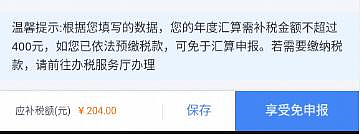 温馨提示:根据您填写的数据，您的年度汇算需补税金额不超过
400元，如您已依法预缴税款，可免于汇算申报。若需要缴纳税
款，请前往办税服务厅办理
应补税额(元) ￥204.00 保存 享受免申报